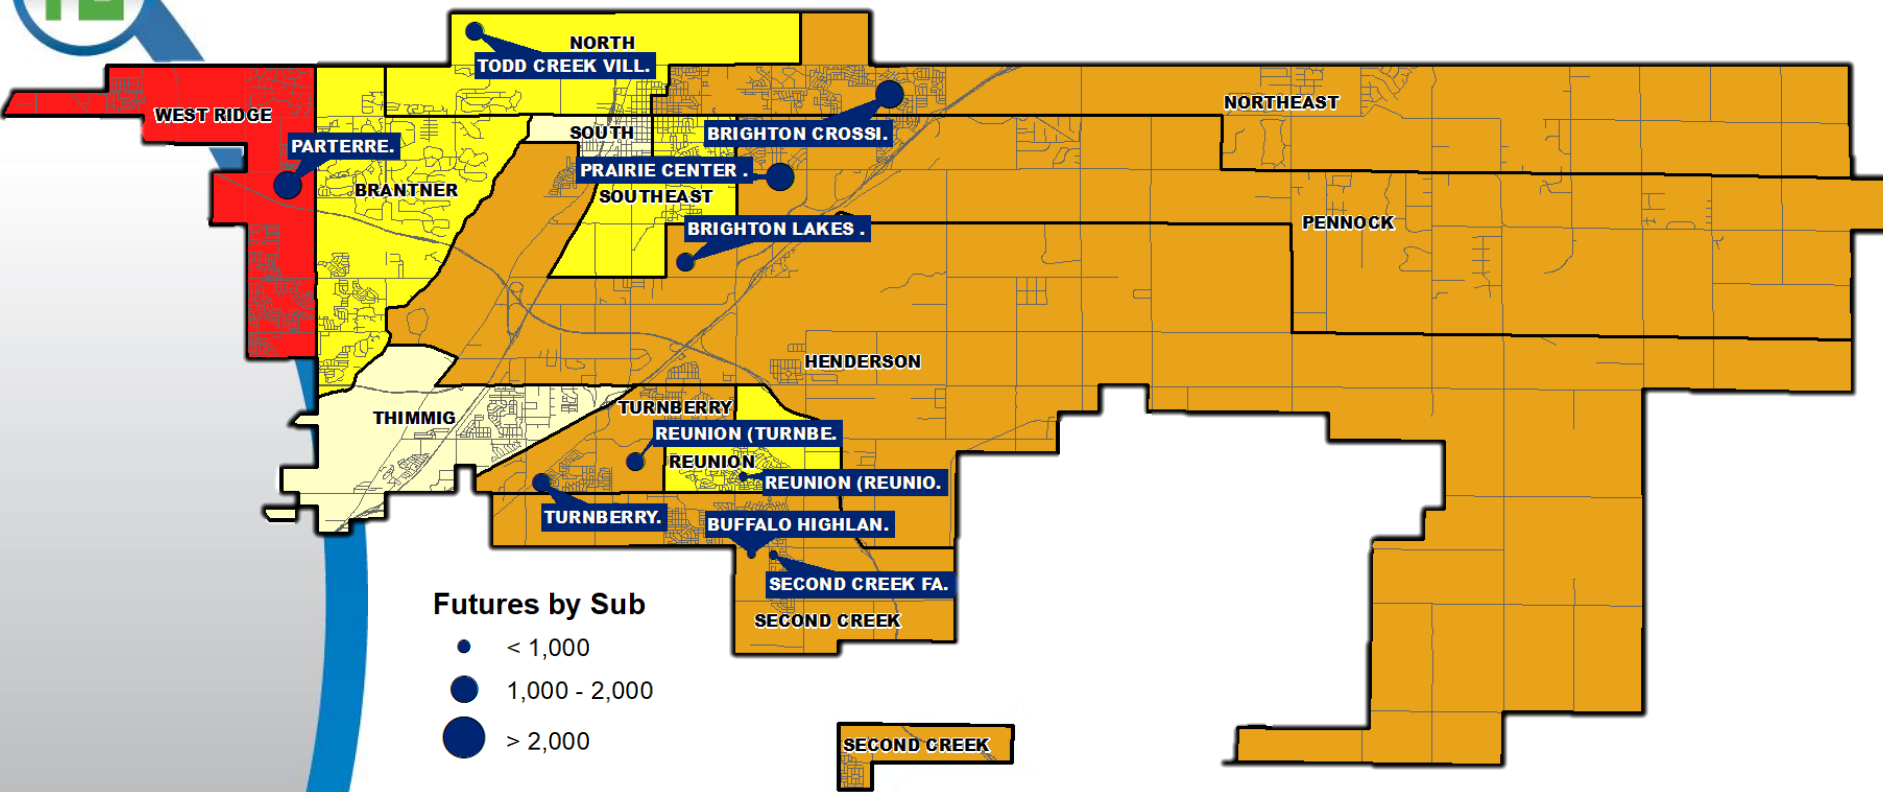 NORTH
TODD CREEK VILL.
WEST RIDGE
NORTHEAST
SOUTH
BRIGHTON CROSSI.
PARTERRE.
PRAIRIE CENTER .
BRANTNER
SOUTHEAST
PENNOCK
BRIGHTON LAKES .
HENDERSON
THIMMIG
TURNBERRY
REUNION (TURNBE.
REUNION
REUNION (REUNIO.
TURNBERRY.
BUFFALO HIGHLAN.
SECOND CREEK FA.
SECOND CREEK
Futures by Sub
< 1,000
1,000 - 2,000
> 2,000
SECOND CREEK